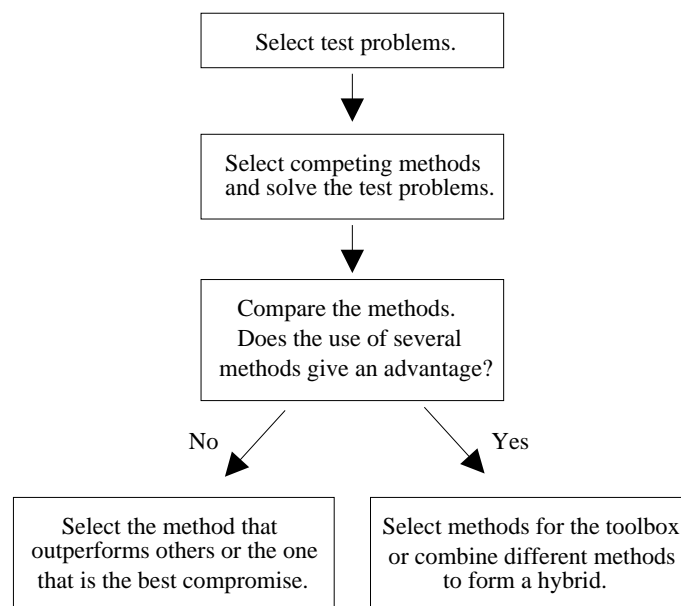 Select test problems.
Select competing methods
and solve the test problems.
Compare the methods.
Does the use of several
methods give an advantage?
No
Yes
Select the method that
outperforms others or the one
that is the best compromise.
Select methods for the toolbox
or combine different methods
to form a hybrid.